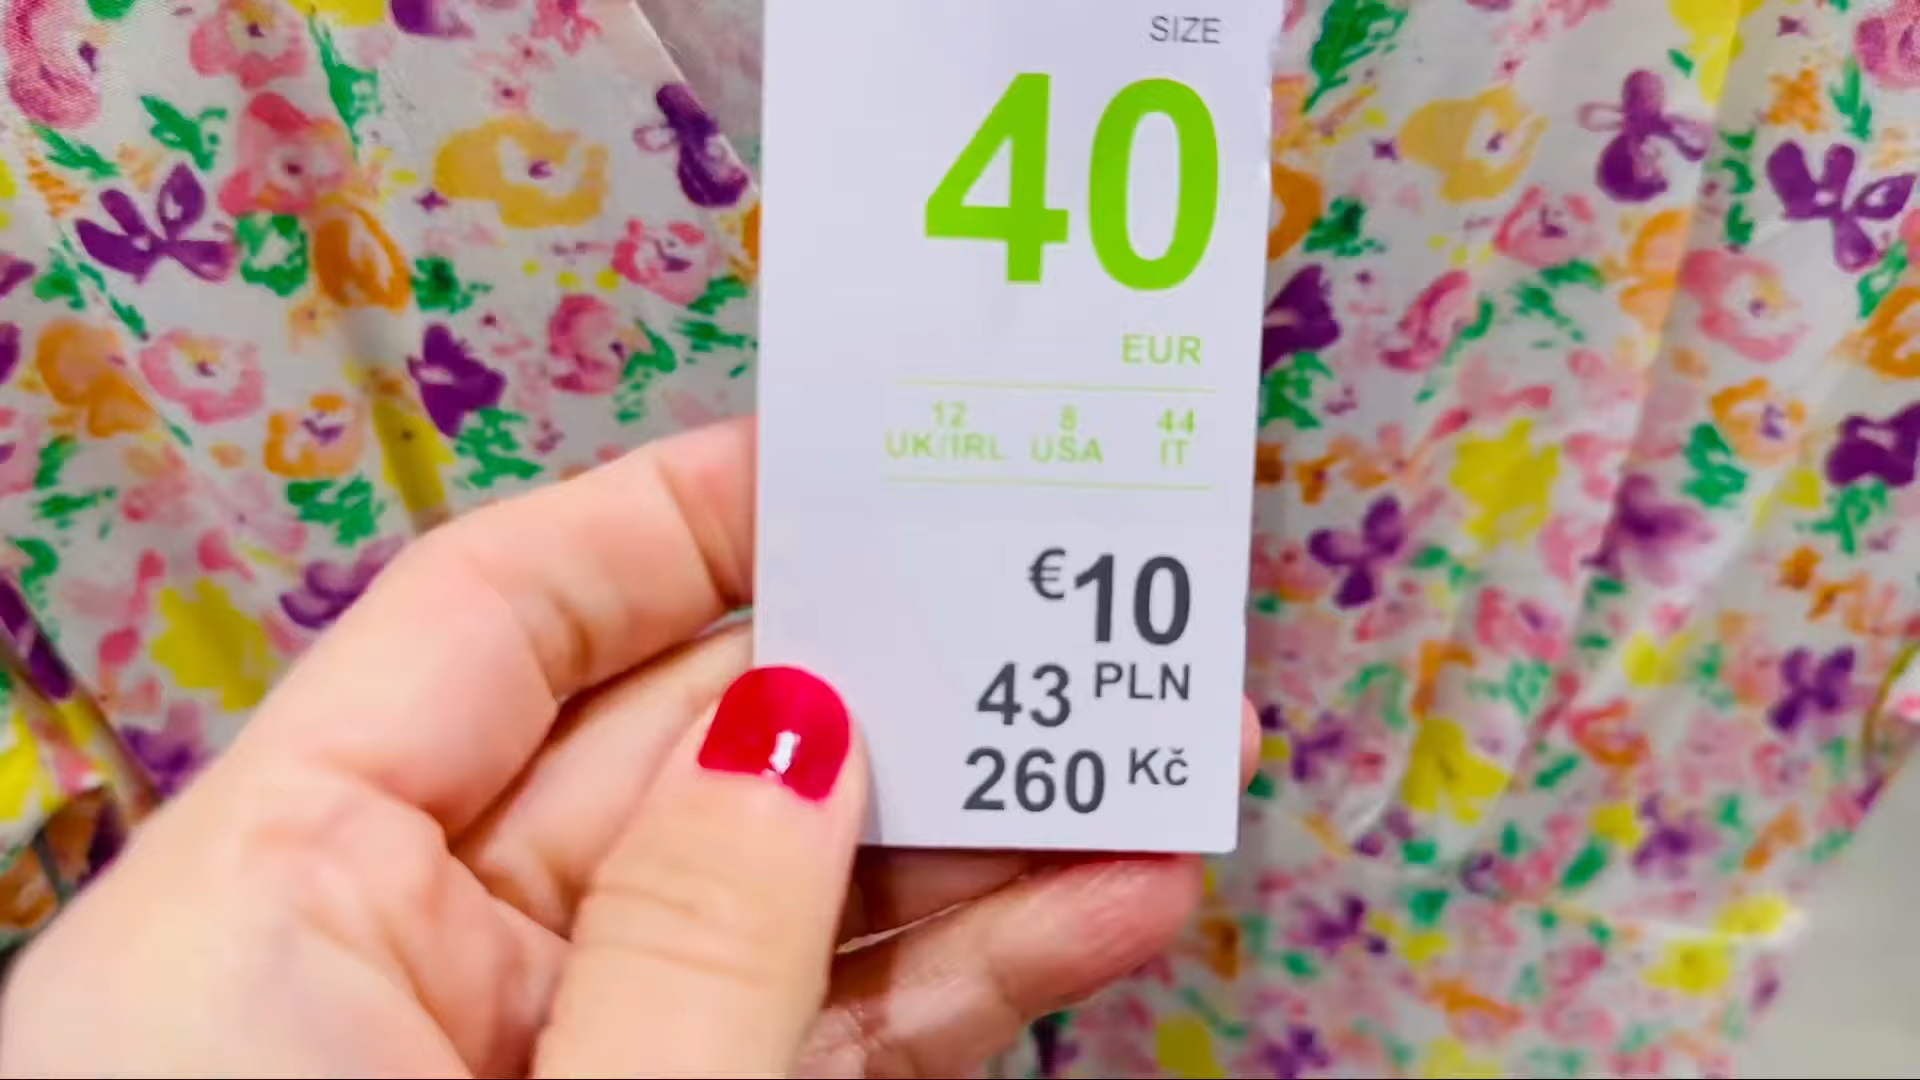 SIZE
40
EUR
12 8 44
UK/IRL USA IT
€10
43 PLN
260 Kč